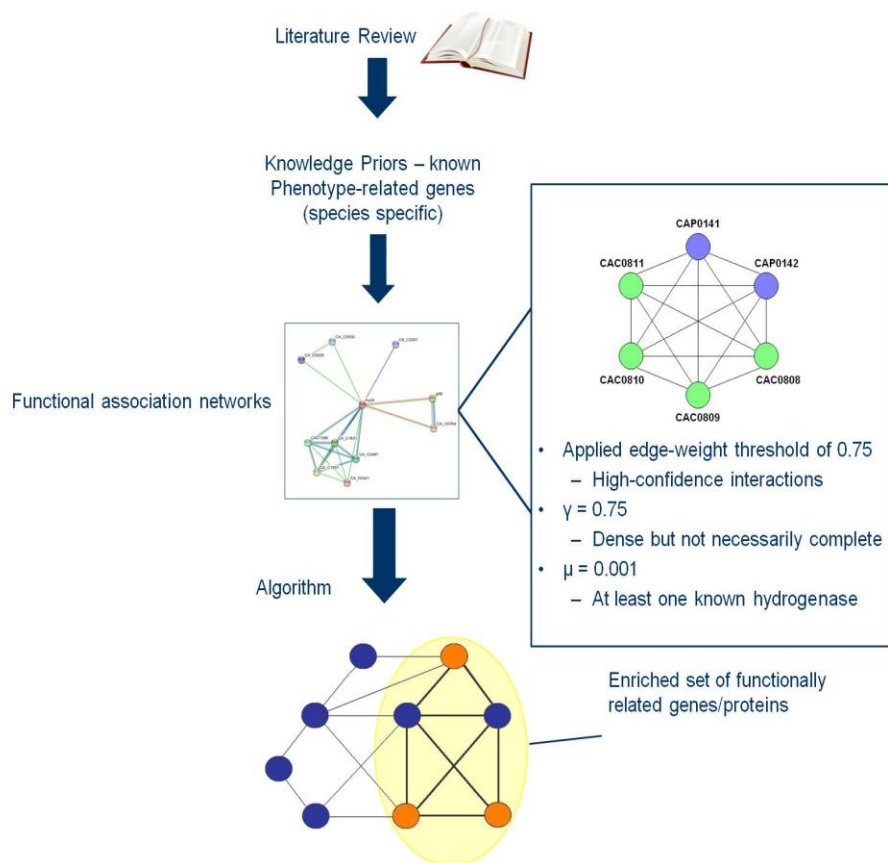 Literature Review
Knowledge Priors – known
Phenotype-related genes
(species specific)
Functional association networks
CAP0141
CAC0811
CAP0142
CAC0810
CAC0808
CAC0809
• Applied edge-weight threshold of 0.75
– High-confidence interactions
• γ = 0.75
– Dense but not necessarily complete
• μ = 0.001
– At least one known hydrogenase
Algorithm
Enriched set of functionally
related genes/proteins